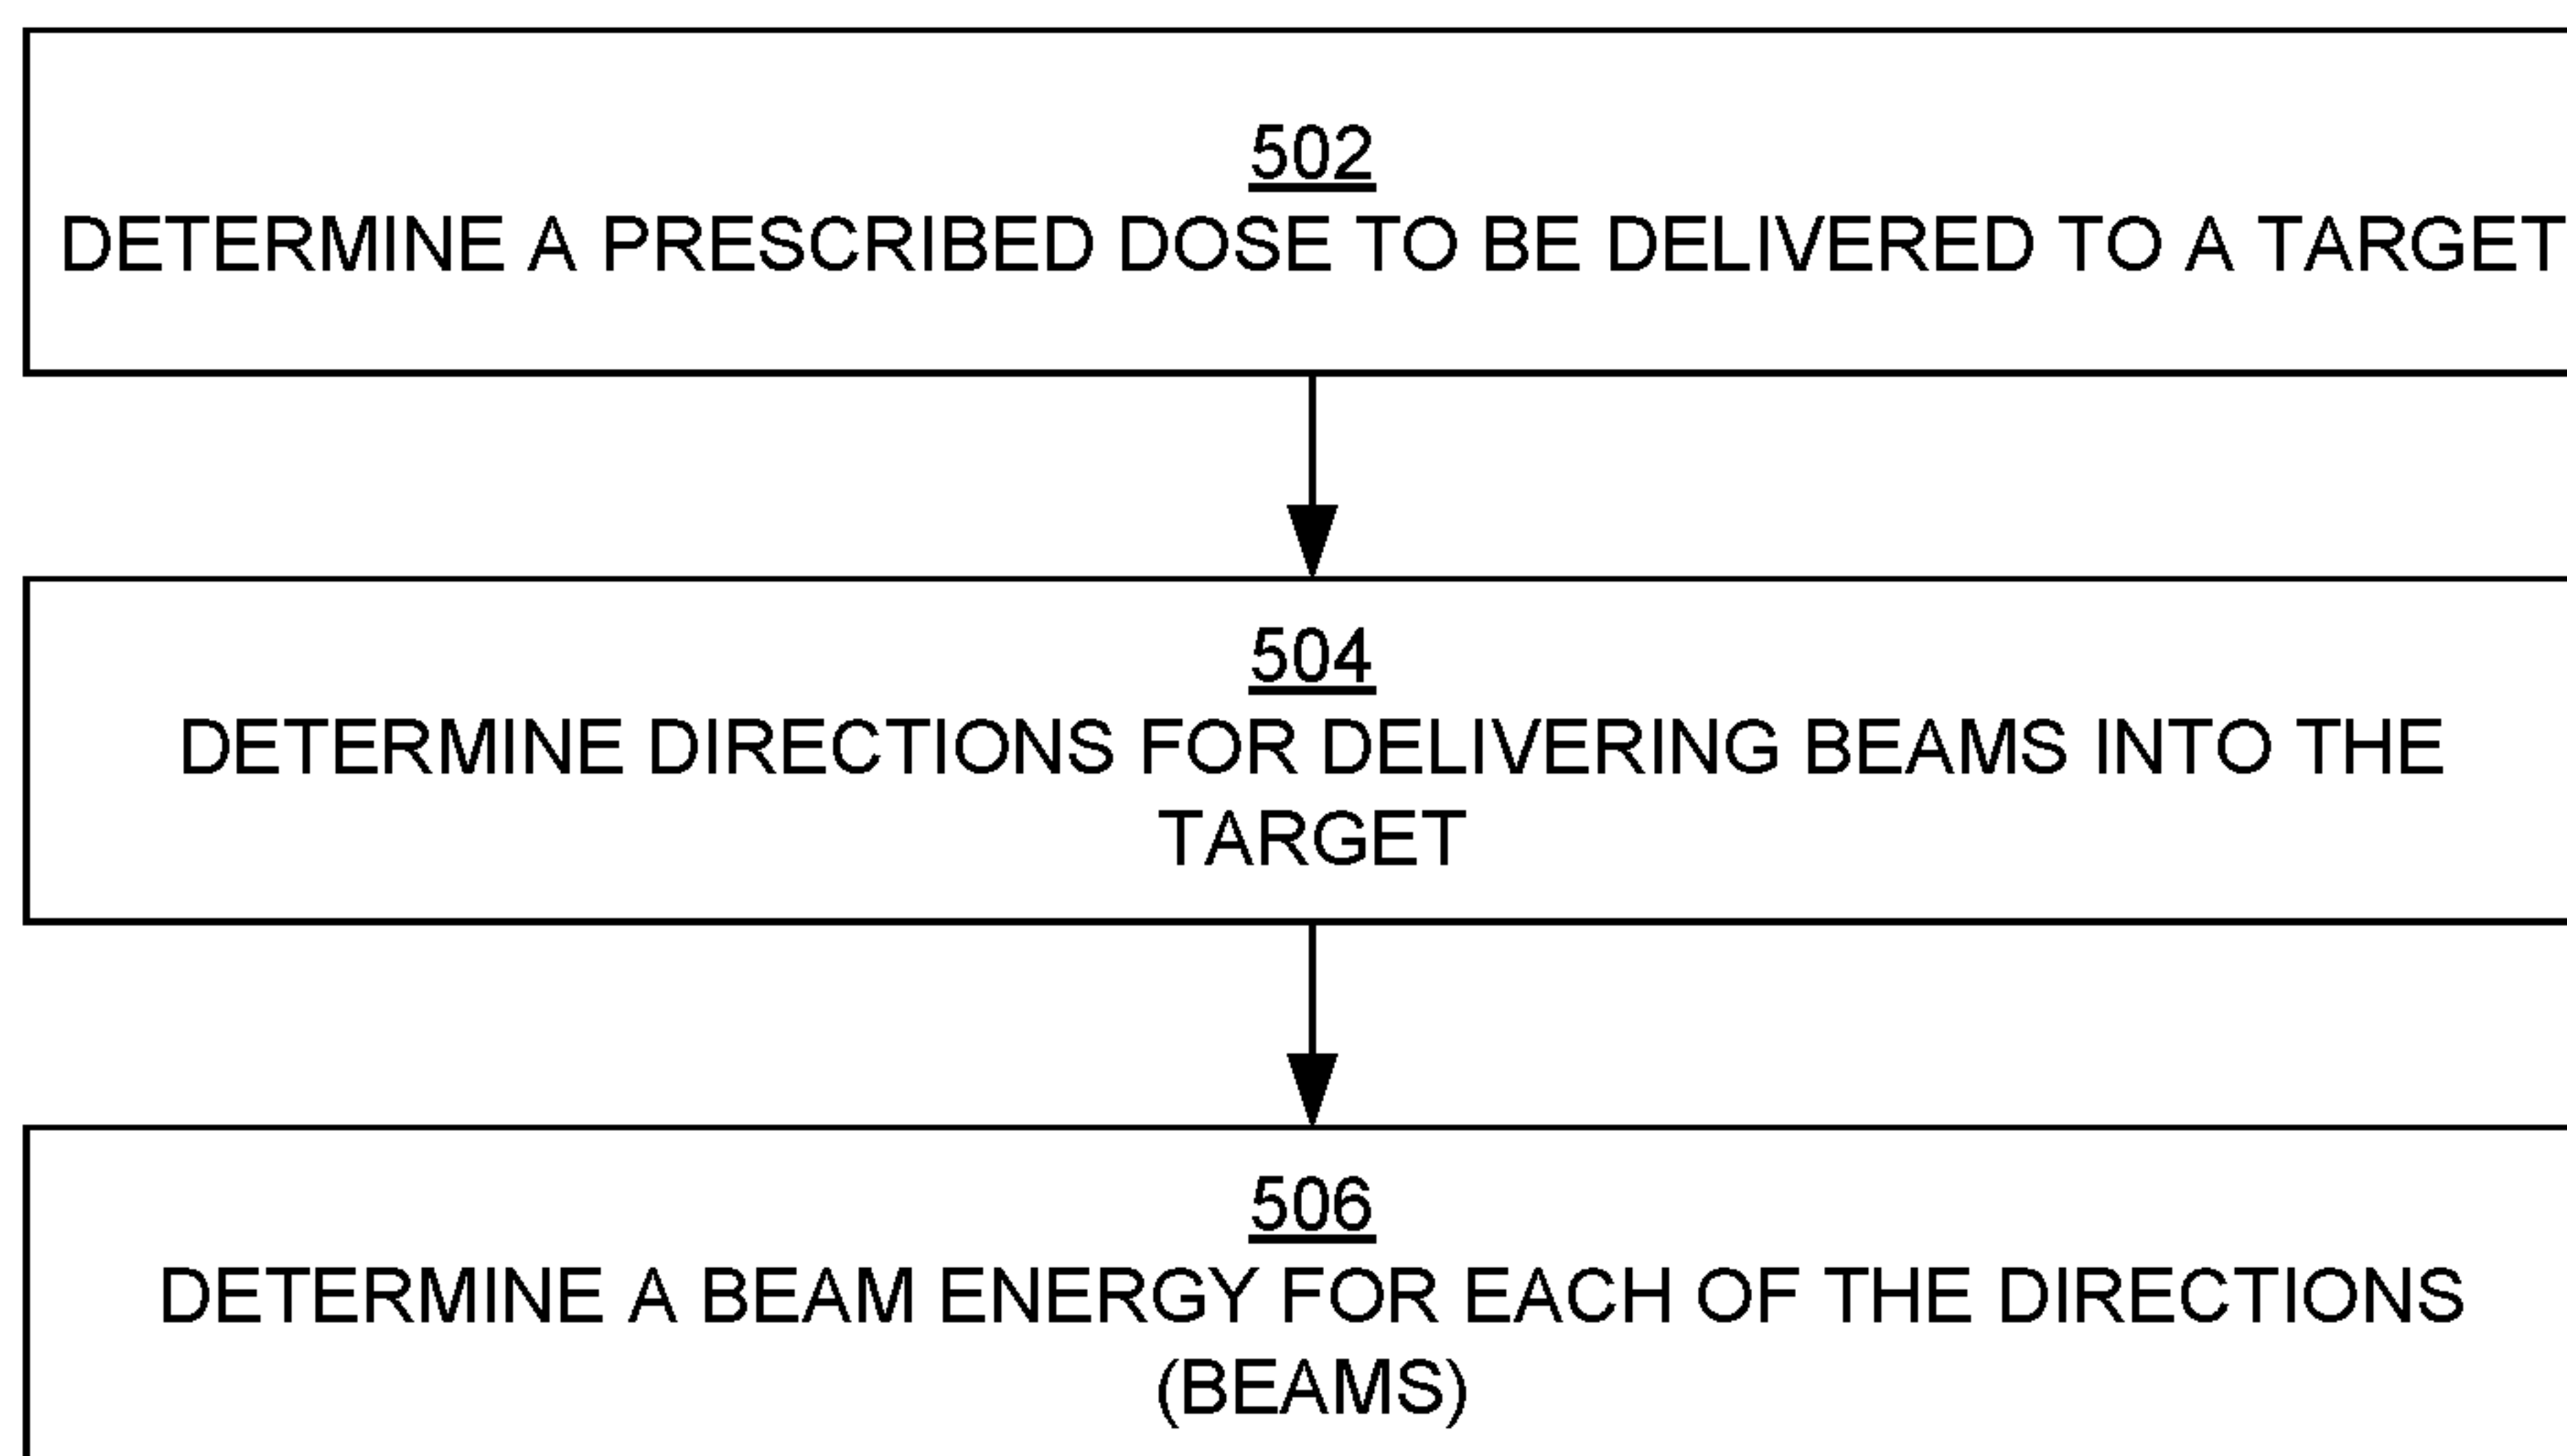 502
DETERMINE A PRESCRIBED DOSE TO BE DELIVERED TO A TARGET
504
DETERMINE DIRECTIONS FOR DELIVERING BEAMS INTO THE
TARGET
506
DETERMINE A BEAM ENERGY FOR EACH OF THE DIRECTIONS
(BEAMS)